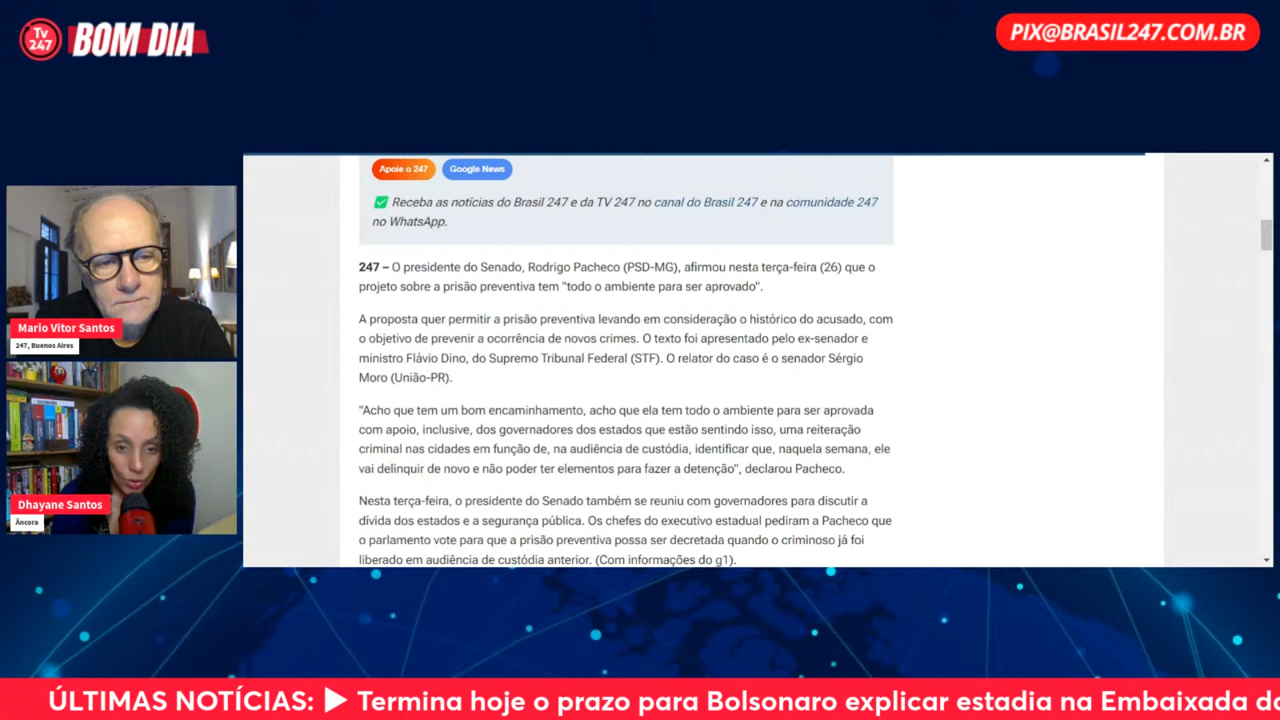 Tv 247 BOM DIA
PIX@BRASIL247.COM.BR
Apoie o 247 Google News
Receba as notícias do Brasil 247 e da TV 247 no canal do Brasil 247 e na comunidade 247
no WhatsApp.
247 – O presidente do Senado, Rodrigo Pacheco (PSD-MG), afirmou nesta terça-feira (26) que o
projeto sobre a prisão preventiva tem "todo o ambiente para ser aprovado".
A proposta quer permitir a prisão preventiva levando em consideração o histórico do acusado, com
o objetivo de prevenir a ocorrência de novos crimes. O texto foi apresentado pelo ex-senador e
ministro Flávio Dino, do Supremo Tribunal Federal (STF). O relator do caso é o senador Sérgio
Moro (União-PR).
"Acho que tem um bom encaminhamento, acho que ela tem todo o ambiente para ser aprovada
com apoio, inclusive, dos governadores dos estados que estão sentindo isso, uma reiteração
criminal nas cidades em função de, na audiência de custódia, identificar que, naquela semana, ele
vai delinquir de novo e não poder ter elementos para fazer a detenção", declarou Pacheco.
Nesta terça-feira, o presidente do Senado também se reuniu com governadores para discutir a
dívida dos estados e a segurança pública. Os chefes do executivo estadual pediram a Pacheco que
o parlamento vote para que a prisão preventiva possa ser decretada quando o criminoso já foi
liberado em audiência de custódia anterior. (Com informações do g1).
Mario Vitor Santos
247, Buenos Aires
Dhayane Santos
Âncora
ÚLTIMAS NOTÍCIAS: ▶ Termina hoje o prazo para Bolsonaro explicar estadia na Embaixada da